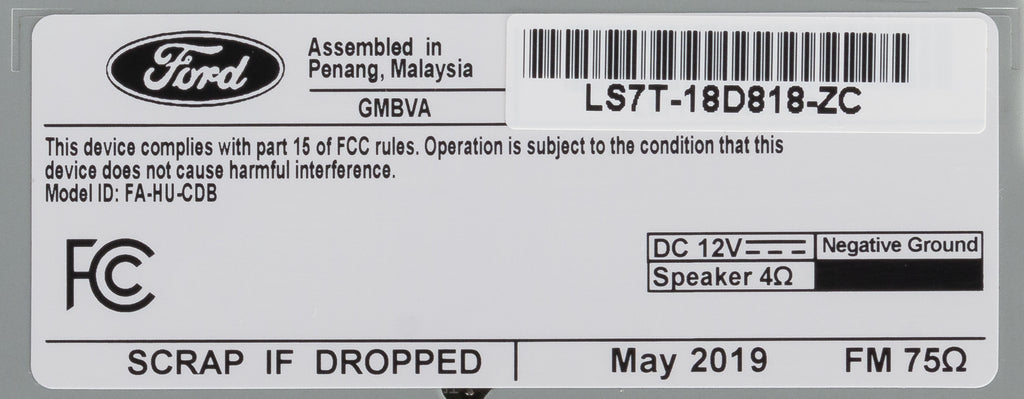 Ford
Assembled in
Penang, Malaysia
GMBVA
LS7T-18D818-ZC
This device complies with part 15 of FCC rules. Operation is subject to the condition that this
device does not cause harmful interference.
Model ID: FA-HU-CDB
FCC
DC 12V Negative Ground
Speaker 4Ω
SCRAP IF DROPPED May 2019 FM 75Ω